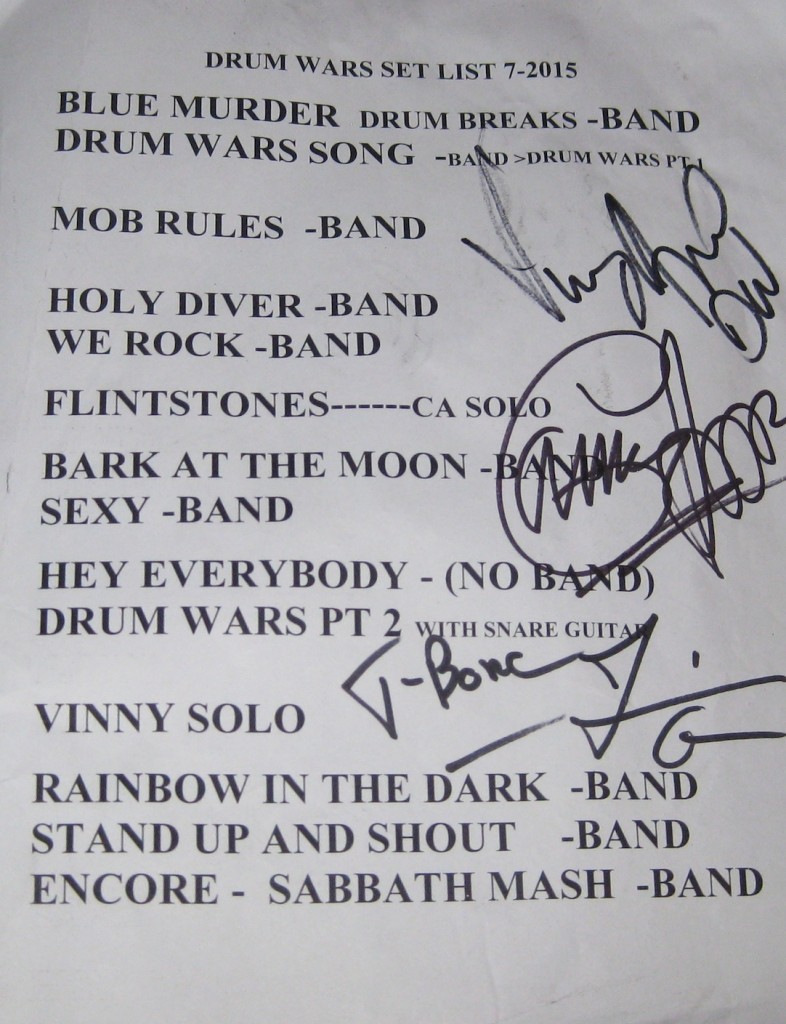 DRUM WARS SET LIST 7-2015
BLUE MURDER DRUM BREAKS -BAND
DRUM WARS SONG -BAND >DRUM WARS PT 1
MOB RULES -BAND
HOLY DIVER -BAND
WE ROCK -BAND
FLINTSTONES------CA SOLO
BARK AT THE MOON -BAND
SEXY -BAND
HEY EVERYBODY - (NO BAND)
DRUM WARS PT 2 WITH SNARE GUITAR
T-Bone
VINNY SOLO
RAINBOW IN THE DARK -BAND
STAND UP AND SHOUT -BAND
ENCORE - SABBATH MASH -BAND